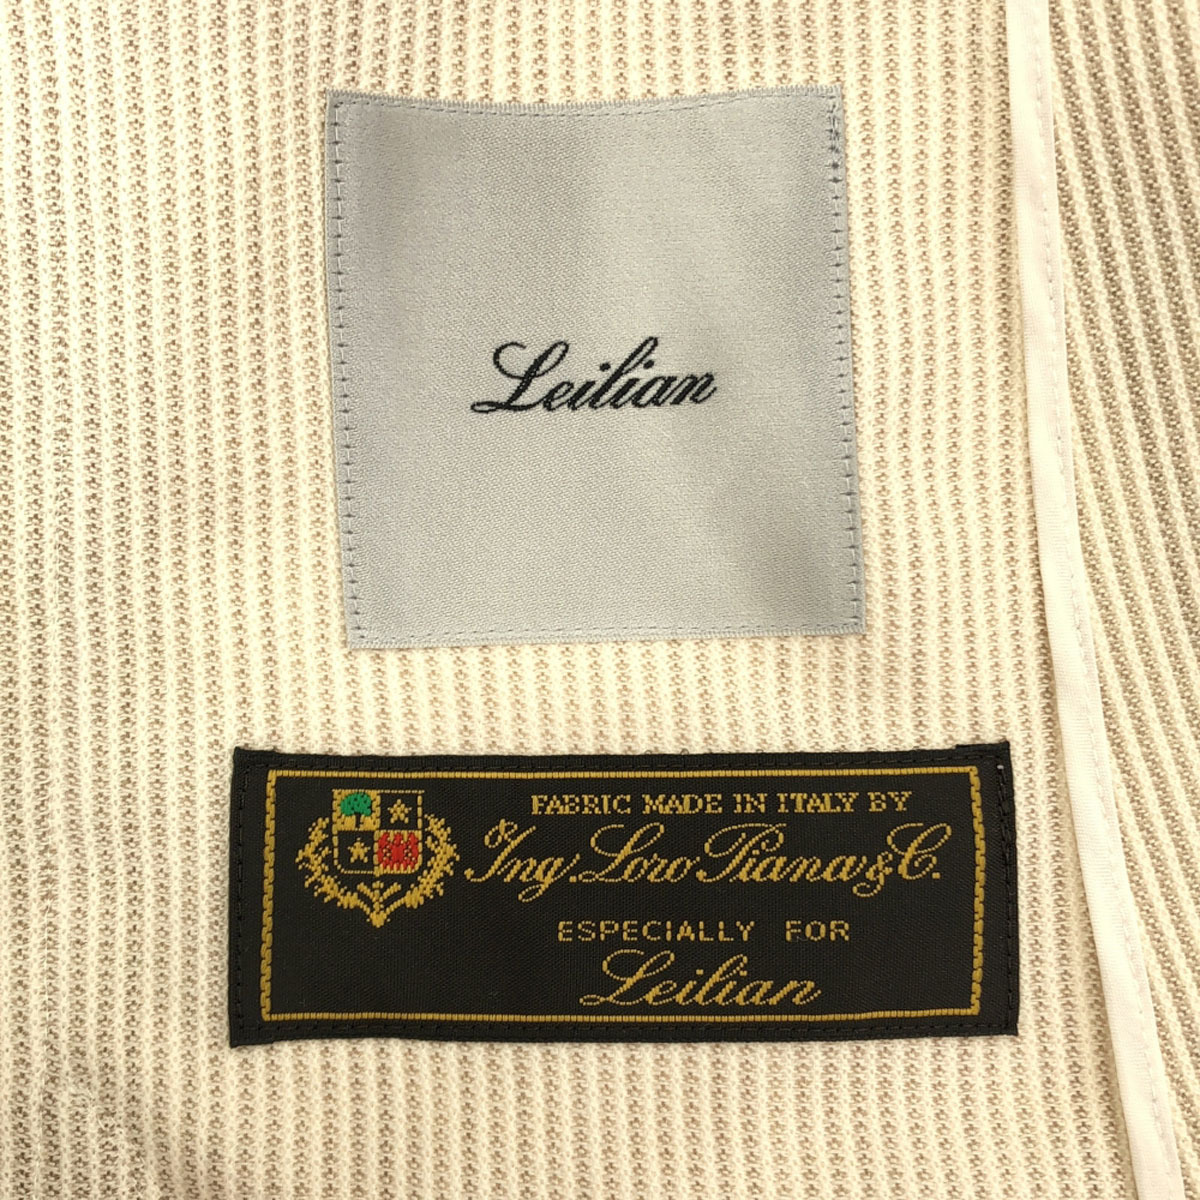 Leilian
FABRIC MADE IN ITALY BY
Ing. Loro Piana & C.
ESPECIALLY FOR
Leilian